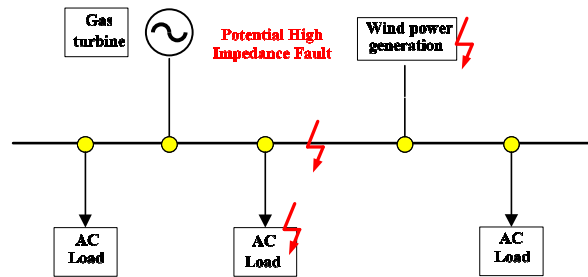 Gas
turbine
Potential High
Impedance Fault
Wind power
generation
AC
Load
AC
Load
AC
Load